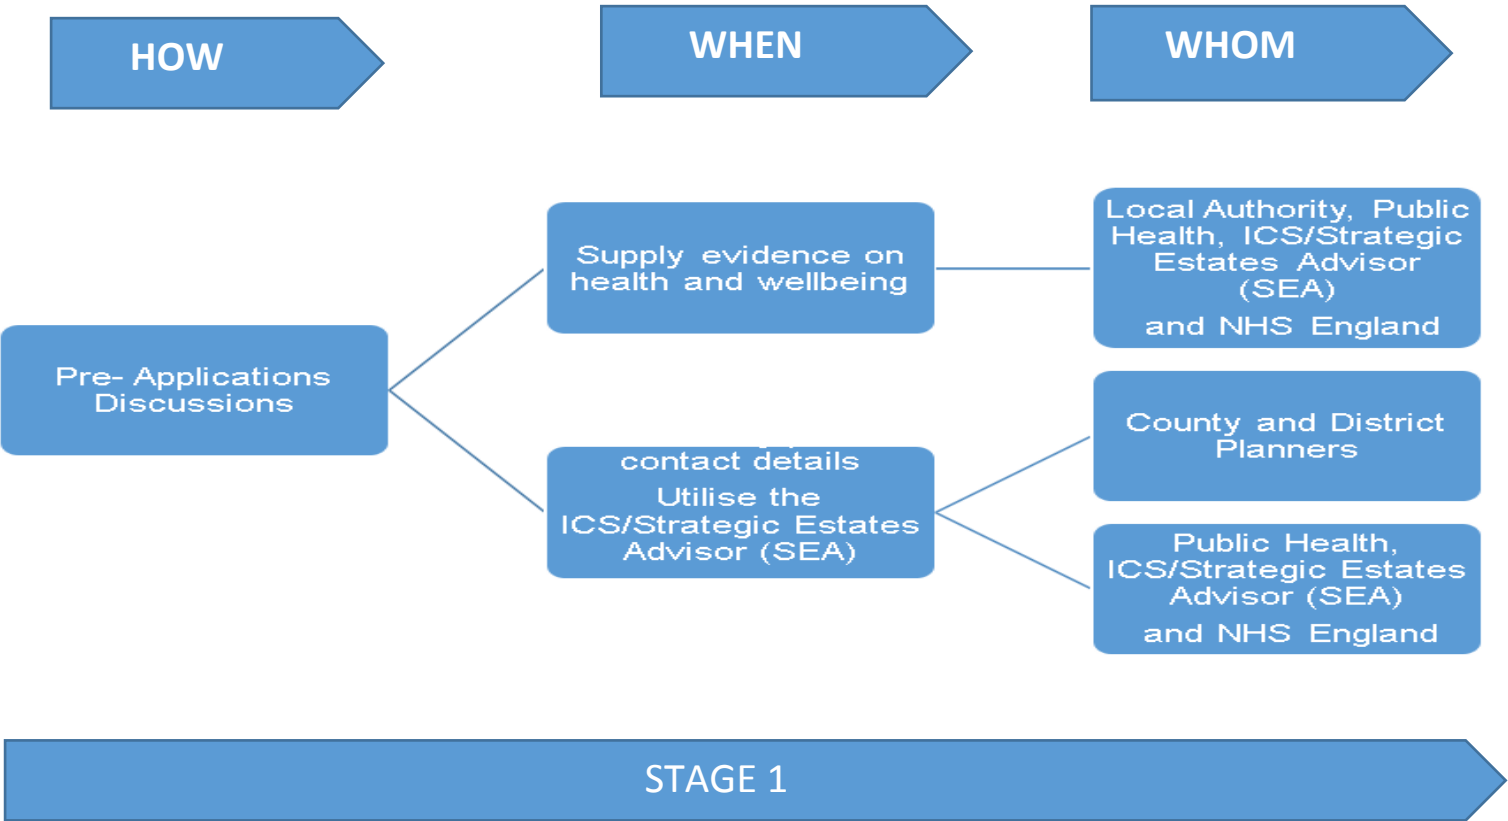 HOW
WHEN
WHOM
Pre- Applications
Discussions
Supply evidence on
health and wellbeing
contact details
Utilise the
ICS/Strategic Estates
Advisor (SEA)
Local Authority, Public
Health, ICS/Strategic
Estates Advisor
(SEA)
and NHS England
County and District
Planners
Public Health,
ICS/Strategic Estates
Advisor (SEA)
and NHS England
STAGE 1